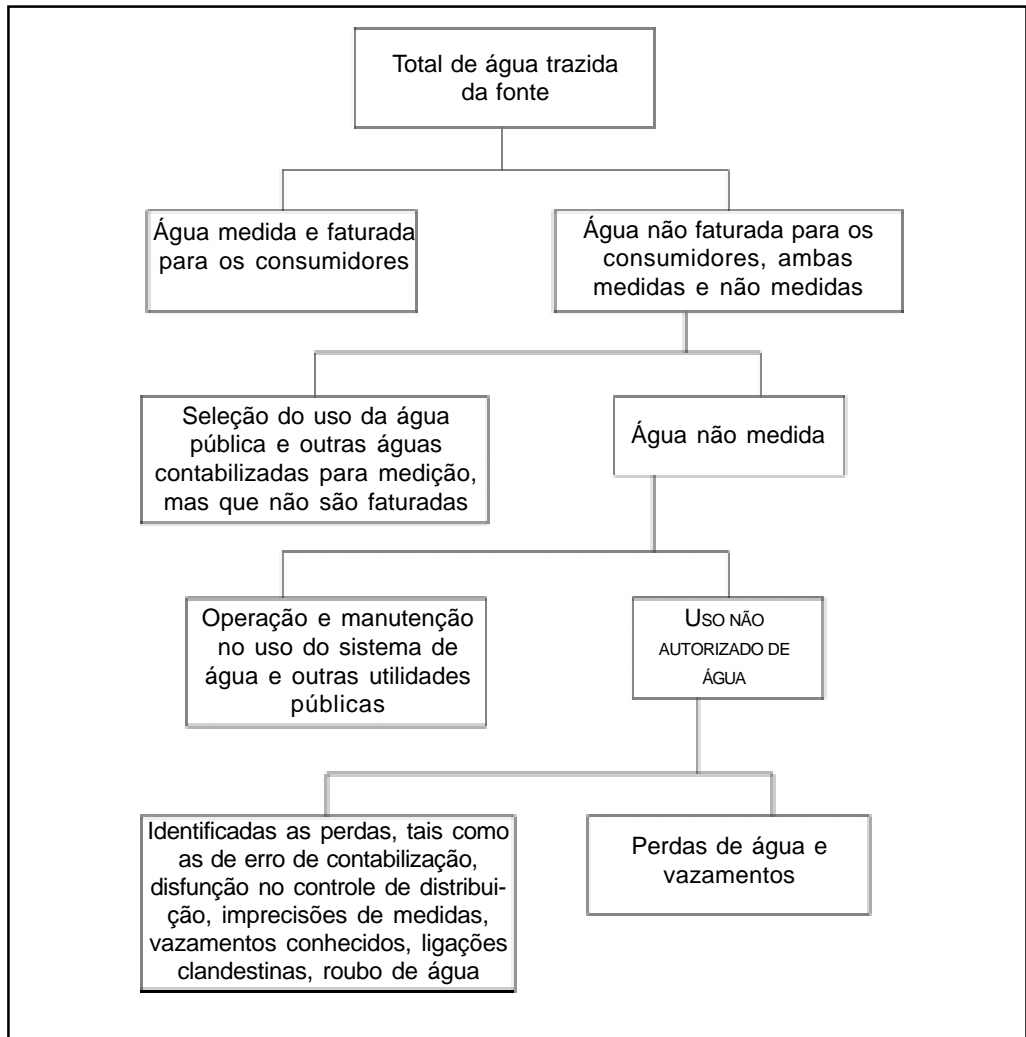 Total de água trazida
da fonte
Água medida e faturada
para os consumidores
Água não faturada para os
consumidores, ambas
medidas e não medidas
Seleção do uso da água
pública e outras águas
contabilizadas para medição,
mas que não são faturadas
Água não medida
Operação e manutenção
no uso do sistema de
água e outras utilidades
públicas
USO NÃO
AUTORIZADO DE
ÁGUA
Identificadas as perdas, tais como
as de erro de contabilização,
disfunção no controle de distribui-
ção, imprecisões de medidas,
vazamentos conhecidos, ligações
clandestinas, roubo de água
Perdas de água e
vazamentos